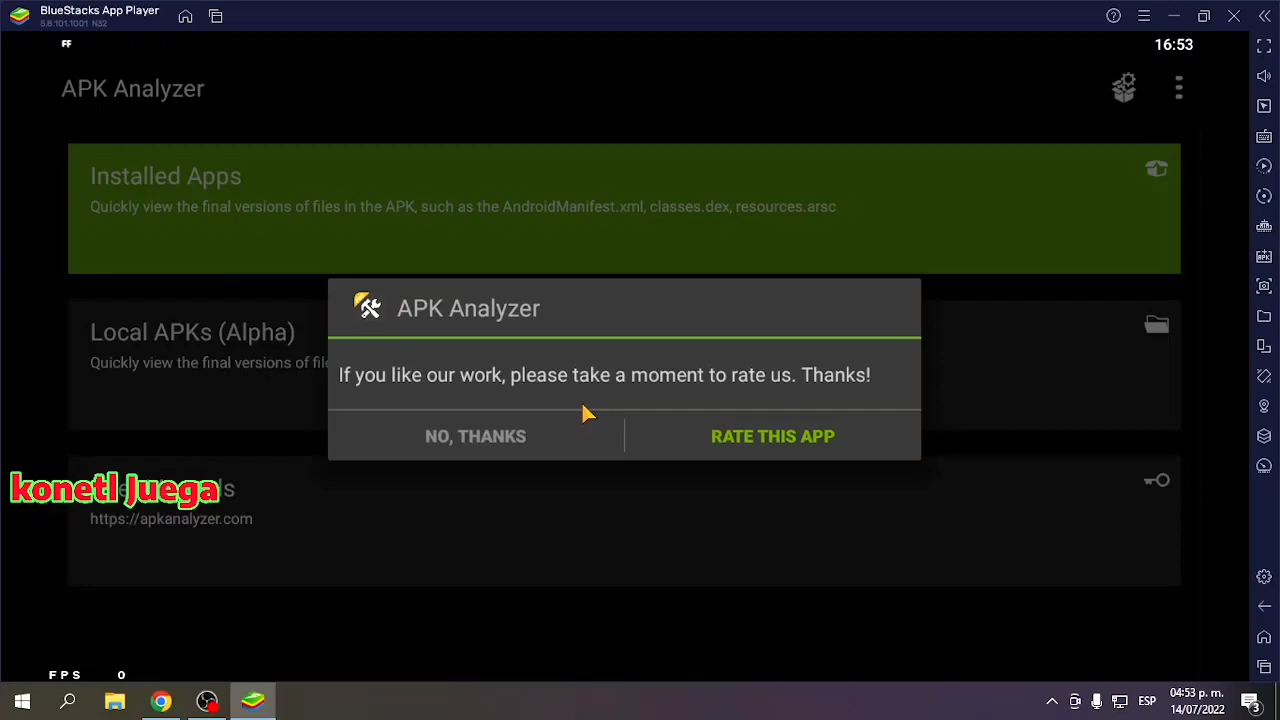 BlueStacks App Player
5.8.101.1001 N32
FF
16:53
APK Analyzer
Installed Apps
Quickly view the final versions of files in the APK, such as the AndroidManifest.xml, classes.dex, resources.arsc
APK Analyzer
Local APKs (Alpha)
Quickly view the final versions of file
If you like our work, please take a moment to rate us. Thanks!
NO, THANKS
RATE THIS APP
konetl Juega
https://apkanalyzer.com
FPS 0
ESP
04:53 p. m.
14/07/2022
3